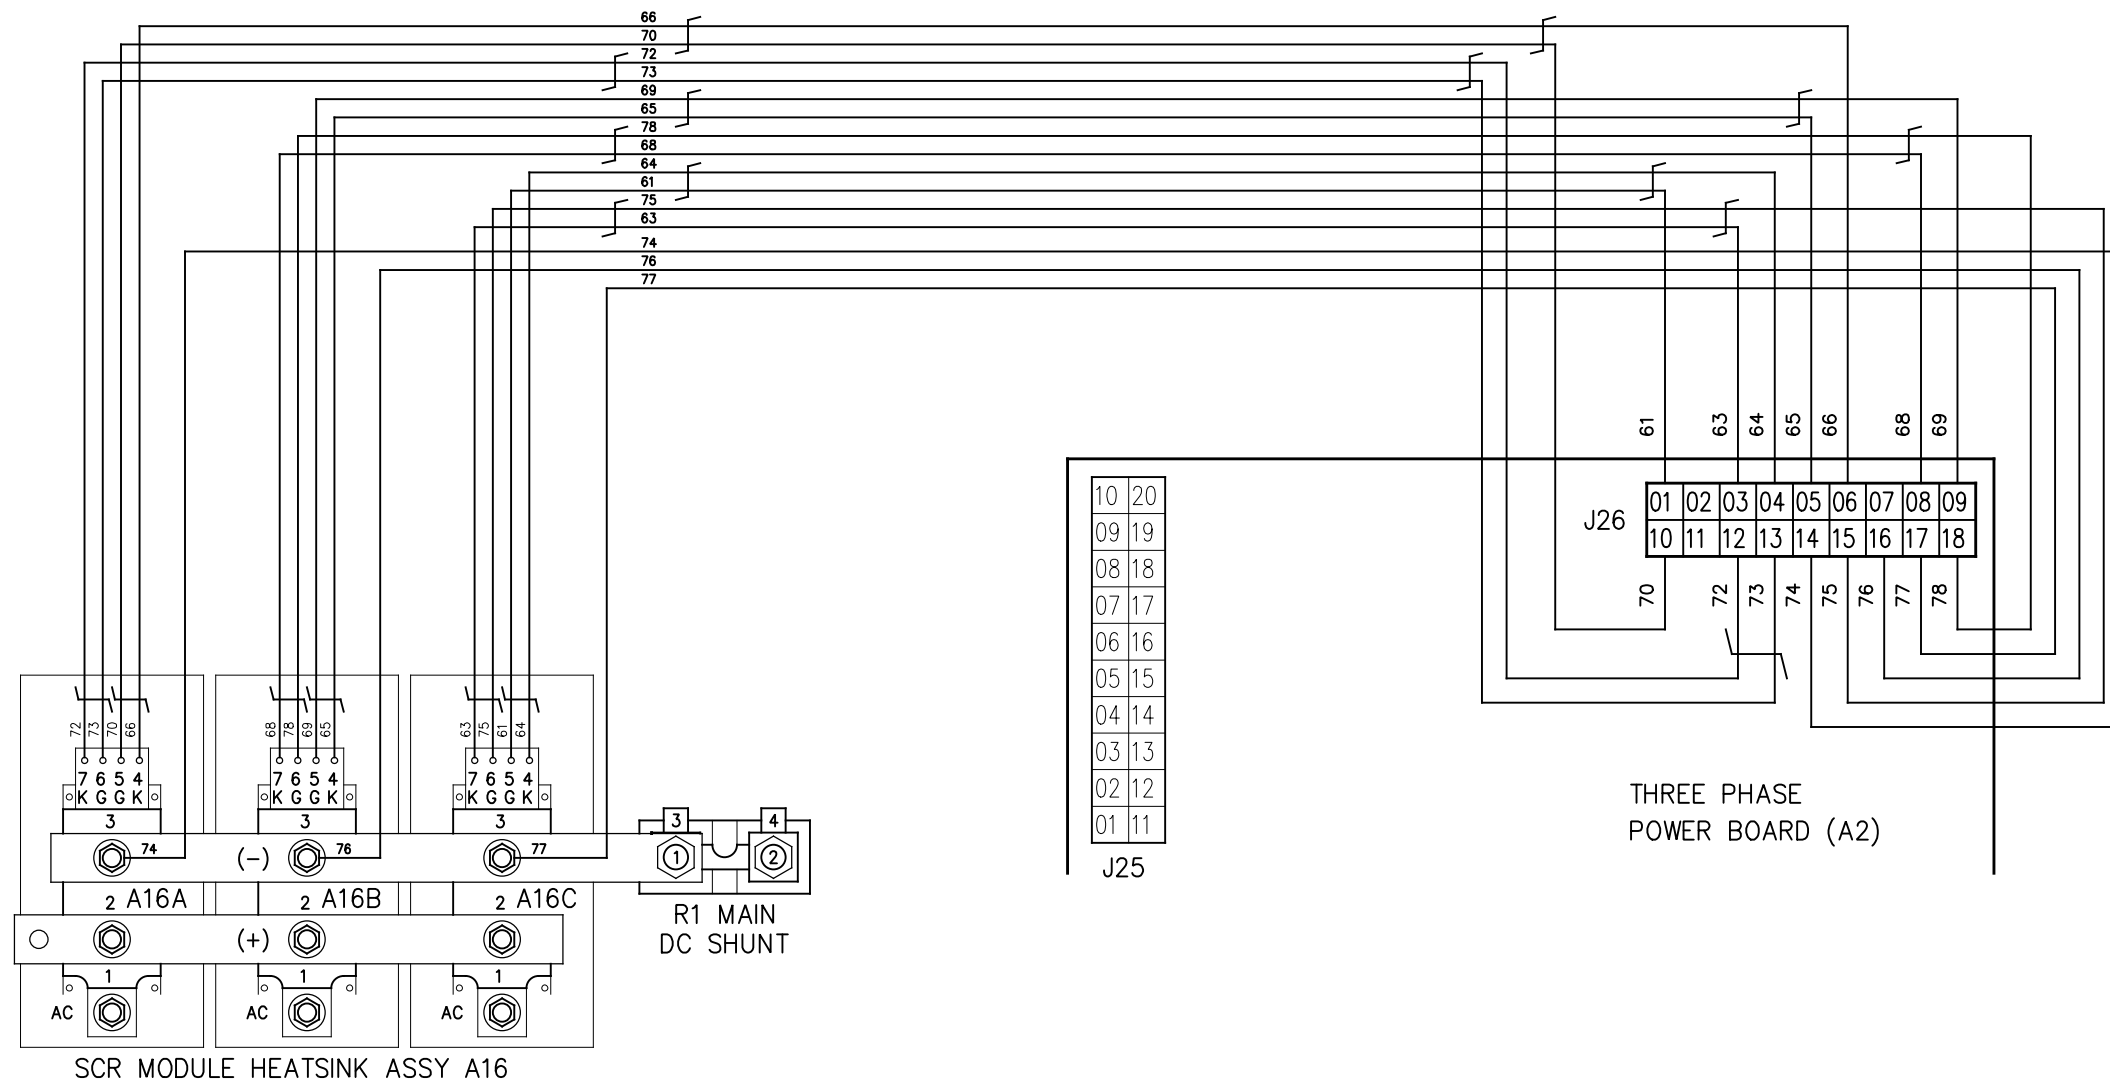 66
70
72
73
69
65
78
68
64
61
75
63
74
76
77
61 63 64 65 66 68 69
J26
01 02 03 04 05 06 07 08 09
10 11 12 13 14 15 16 17 18
70 72 73 74 75 76 77 78
10 20
09 19
08 18
07 17
06 16
05 15
04 14
03 13
02 12
01 11
J25
THREE PHASE
POWER BOARD (A2)
72 73 70 66
68 78 69 65
63 75 61 64
7 6 5 4
K G G K
7 6 5 4
K G G K
7 6 5 4
K G G K
3 3 3
74 (-) 76 77
3 4
1 2
2 A16A 2 A16B 2 A16C
R1 MAIN
DC SHUNT
(+)
1 1 1
AC AC AC
SCR MODULE HEATSINK ASSY A16